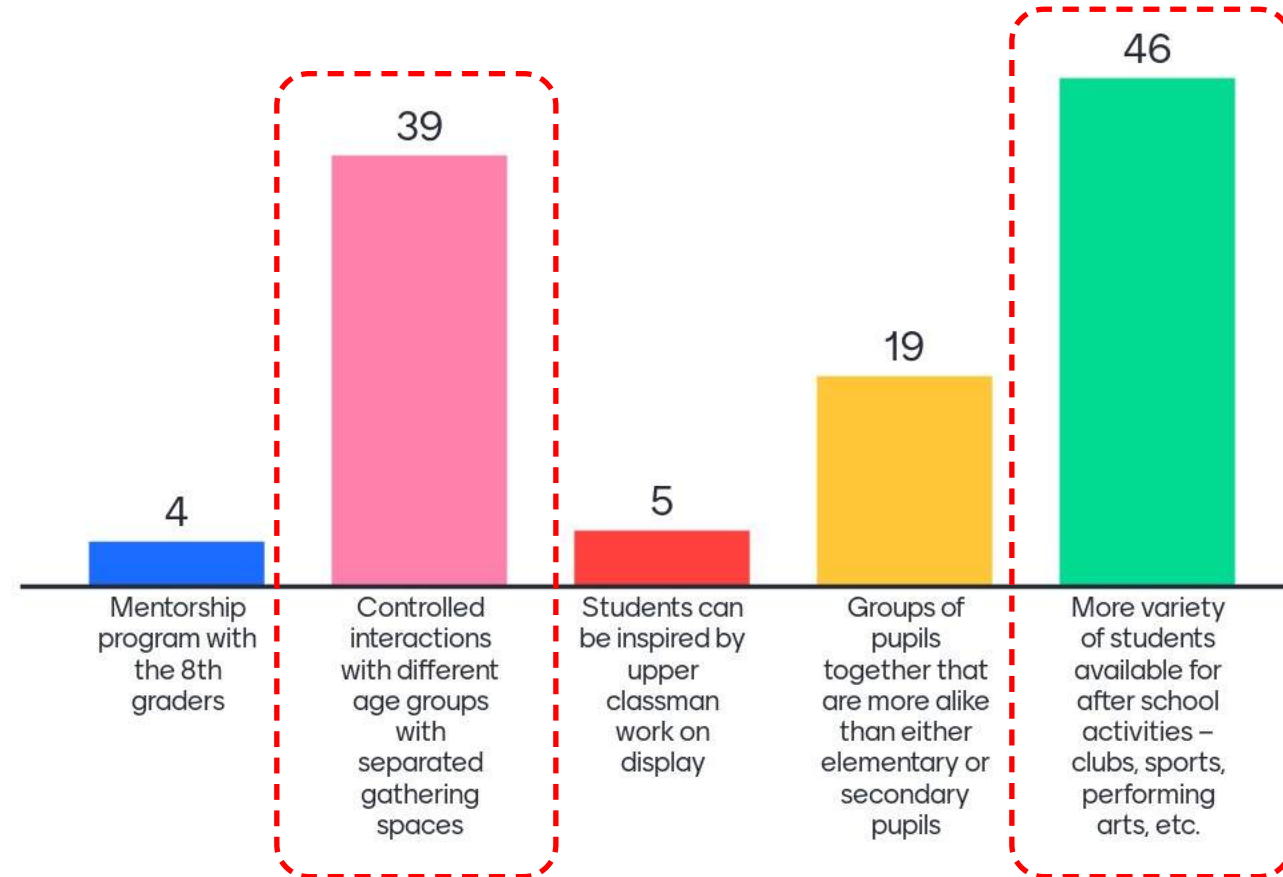 46
39
19
5
4
Mentorship
program with
the 8th
graders
Controlled
interactions
with different
age groups
with
separated
gathering
spaces
Students can
be inspired by
upper
classman
work on
display
Groups of
pupils
together that
are more alike
than either
elementary or
secondary
pupils
More variety
of students
available for
after school
activities –
clubs, sports,
performing
arts, etc.